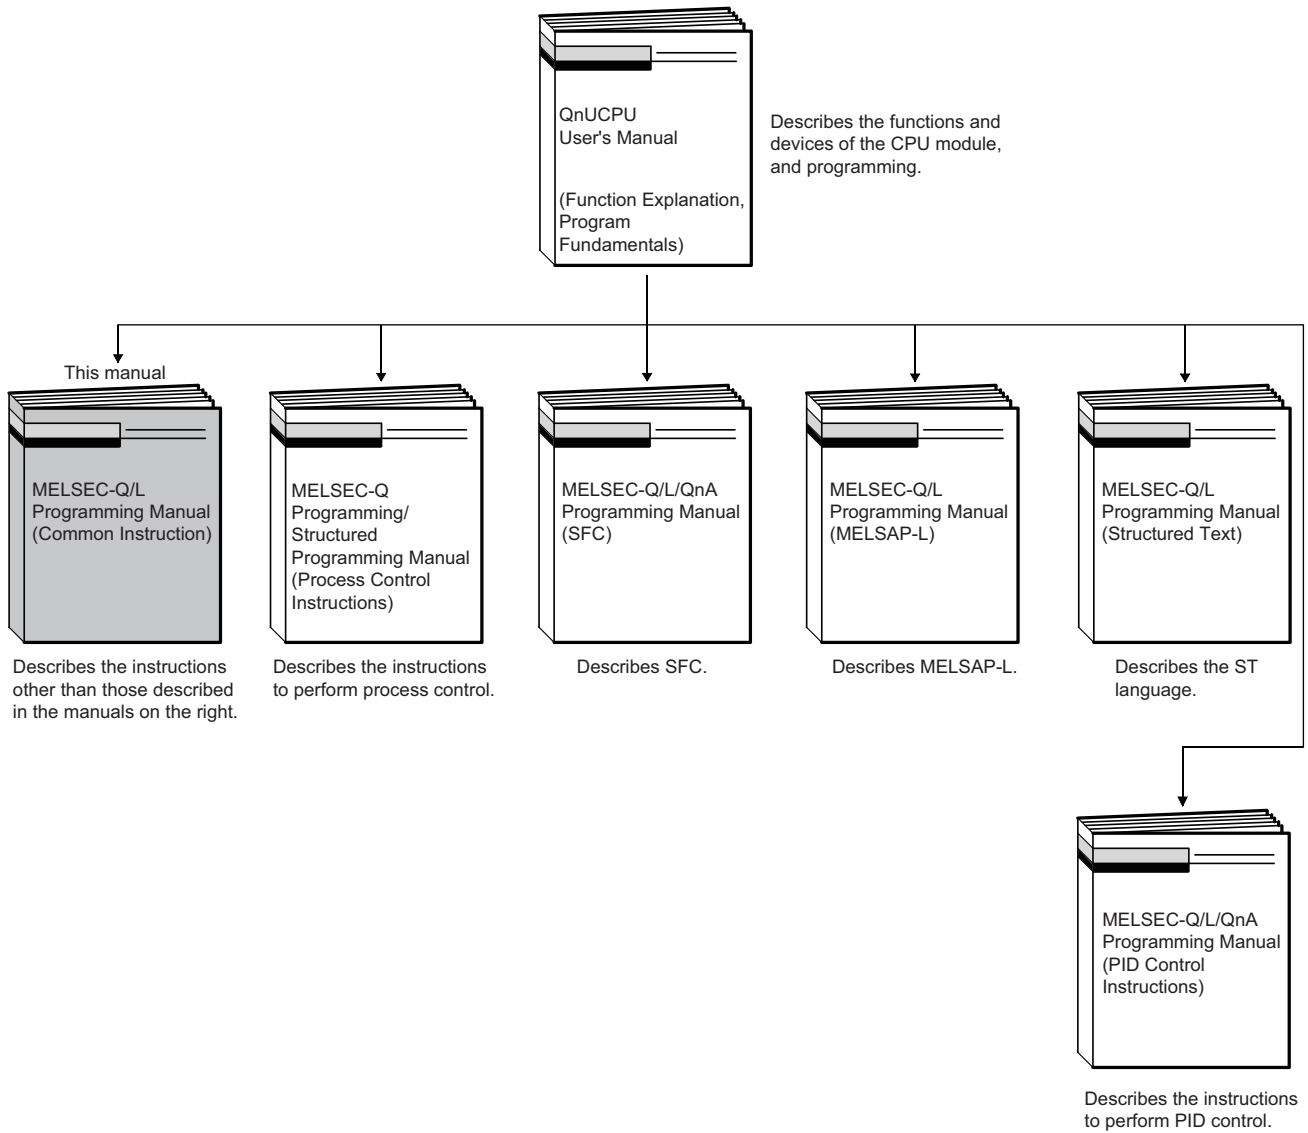 QnUCPU
User's Manual
(Function Explanation,
Program
Fundamentals)
Describes the functions and
devices of the CPU module,
and programming.
This manual
MELSEC-Q/L
Programming Manual
(Common Instruction)
Describes the instructions
other than those described
in the manuals on the right.
MELSEC-Q
Programming/
Structured
Programming Manual
(Process Control
Instructions)
Describes the instructions
to perform process control.
MELSEC-Q/L/QnA
Programming Manual
(SFC)
Describes SFC.
MELSEC-Q/L
Programming Manual
(MELSAP-L)
Describes MELSAP-L.
MELSEC-Q/L
Programming Manual
(Structured Text)
Describes the ST
language.
MELSEC-Q/L/QnA
Programming Manual
(PID Control
Instructions)
Describes the instructions
to perform PID control.